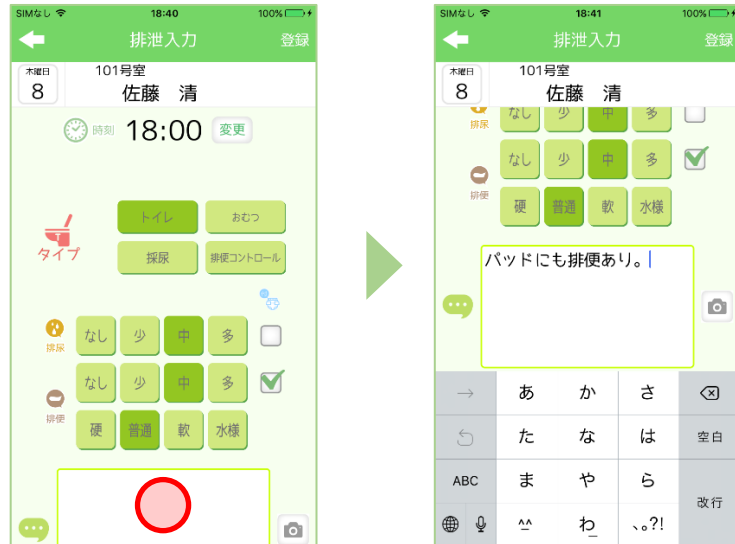 SIMなし 18:40 100%
排泄入力 登録
木曜日 101号室
8 佐藤 清
時刻 18:00 変更
トイレ おむつ
タイプ
採尿 排便コントロール
排尿 なし 少 中 多
なし 少 中 多
排便
硬 普通 軟 水様
SIMなし 18:41 100%
排泄入力 登録
木曜日 101号室
8 佐藤 清
排尿 なし 少 中 多
なし 少 中 多
排便
硬 普通 軟 水様
パッドにも排便あり。
→ あ か さ
た な は 空白
ABC ま や ら
改行
^^ わ 、。?!